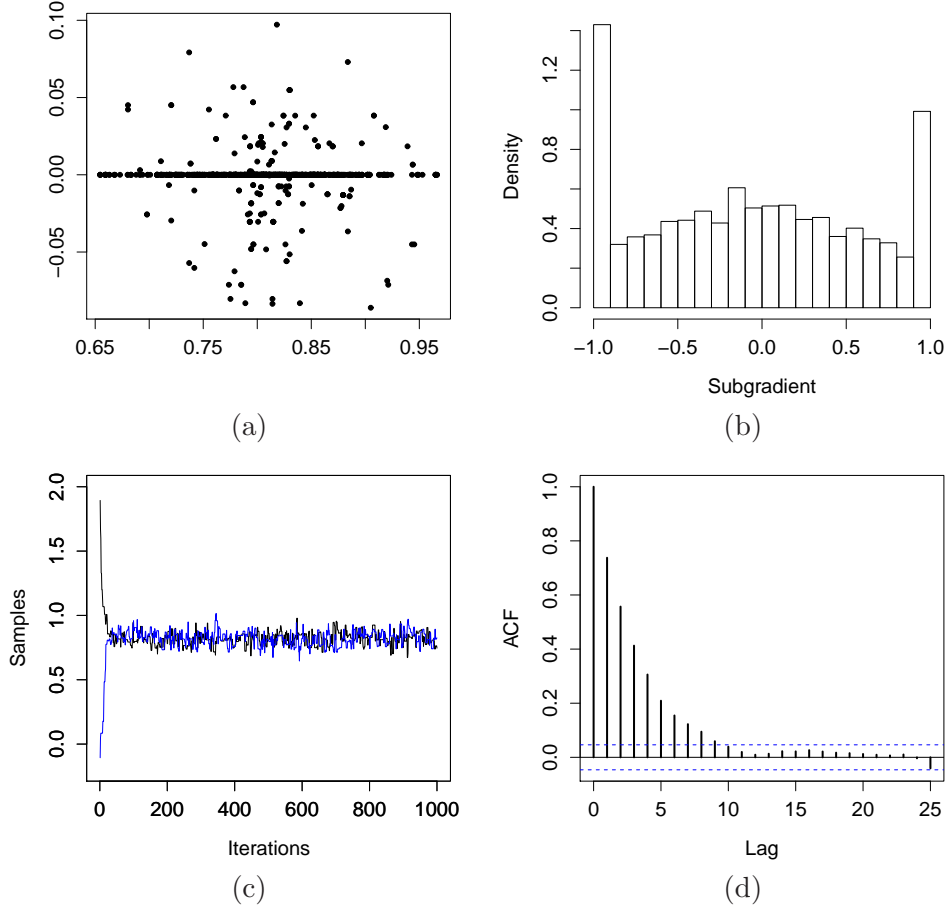 0.10
0.05
0.00
−0.05
0.65 0.75 0.85 0.95
(a)
Density
1.2
0.8
0.4
0.0
−1.0 −0.5 0.0 0.5 1.0
Subgradient
(b)
Samples
2.0
1.5
1.0
0.5
0.0
0 200 400 600 800 1000
Iterations
(c)
ACF
1.0
0.8
0.6
0.4
0.2
0.0
0 5 10 15 20 25
Lag
(d)